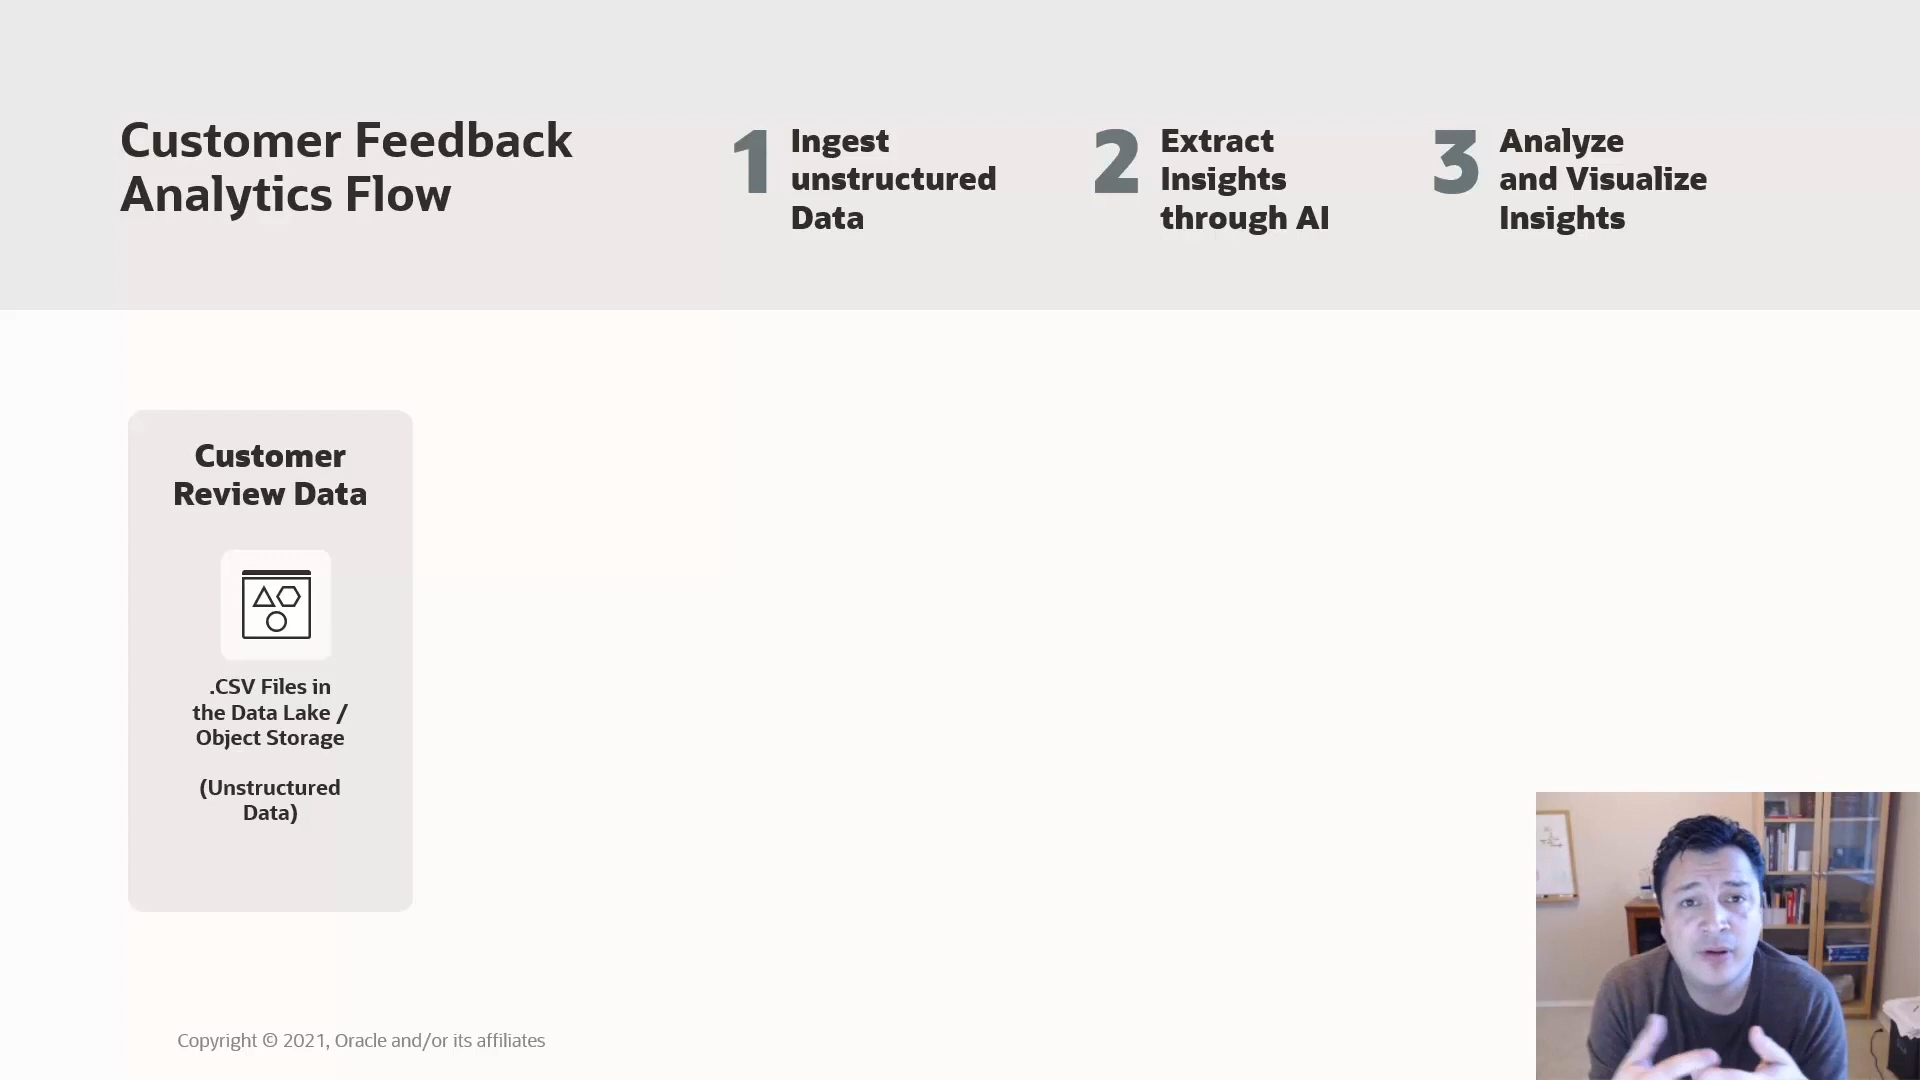 Customer Feedback
Analytics Flow
1
Ingest
unstructured
Data
2
Extract
Insights
through AI
3
Analyze
and Visualize
Insights
Customer
Review Data
.CSV Files in
the Data Lake /
Object Storage
(Unstructured
Data)
Copyright © 2021, Oracle and/or its affiliates